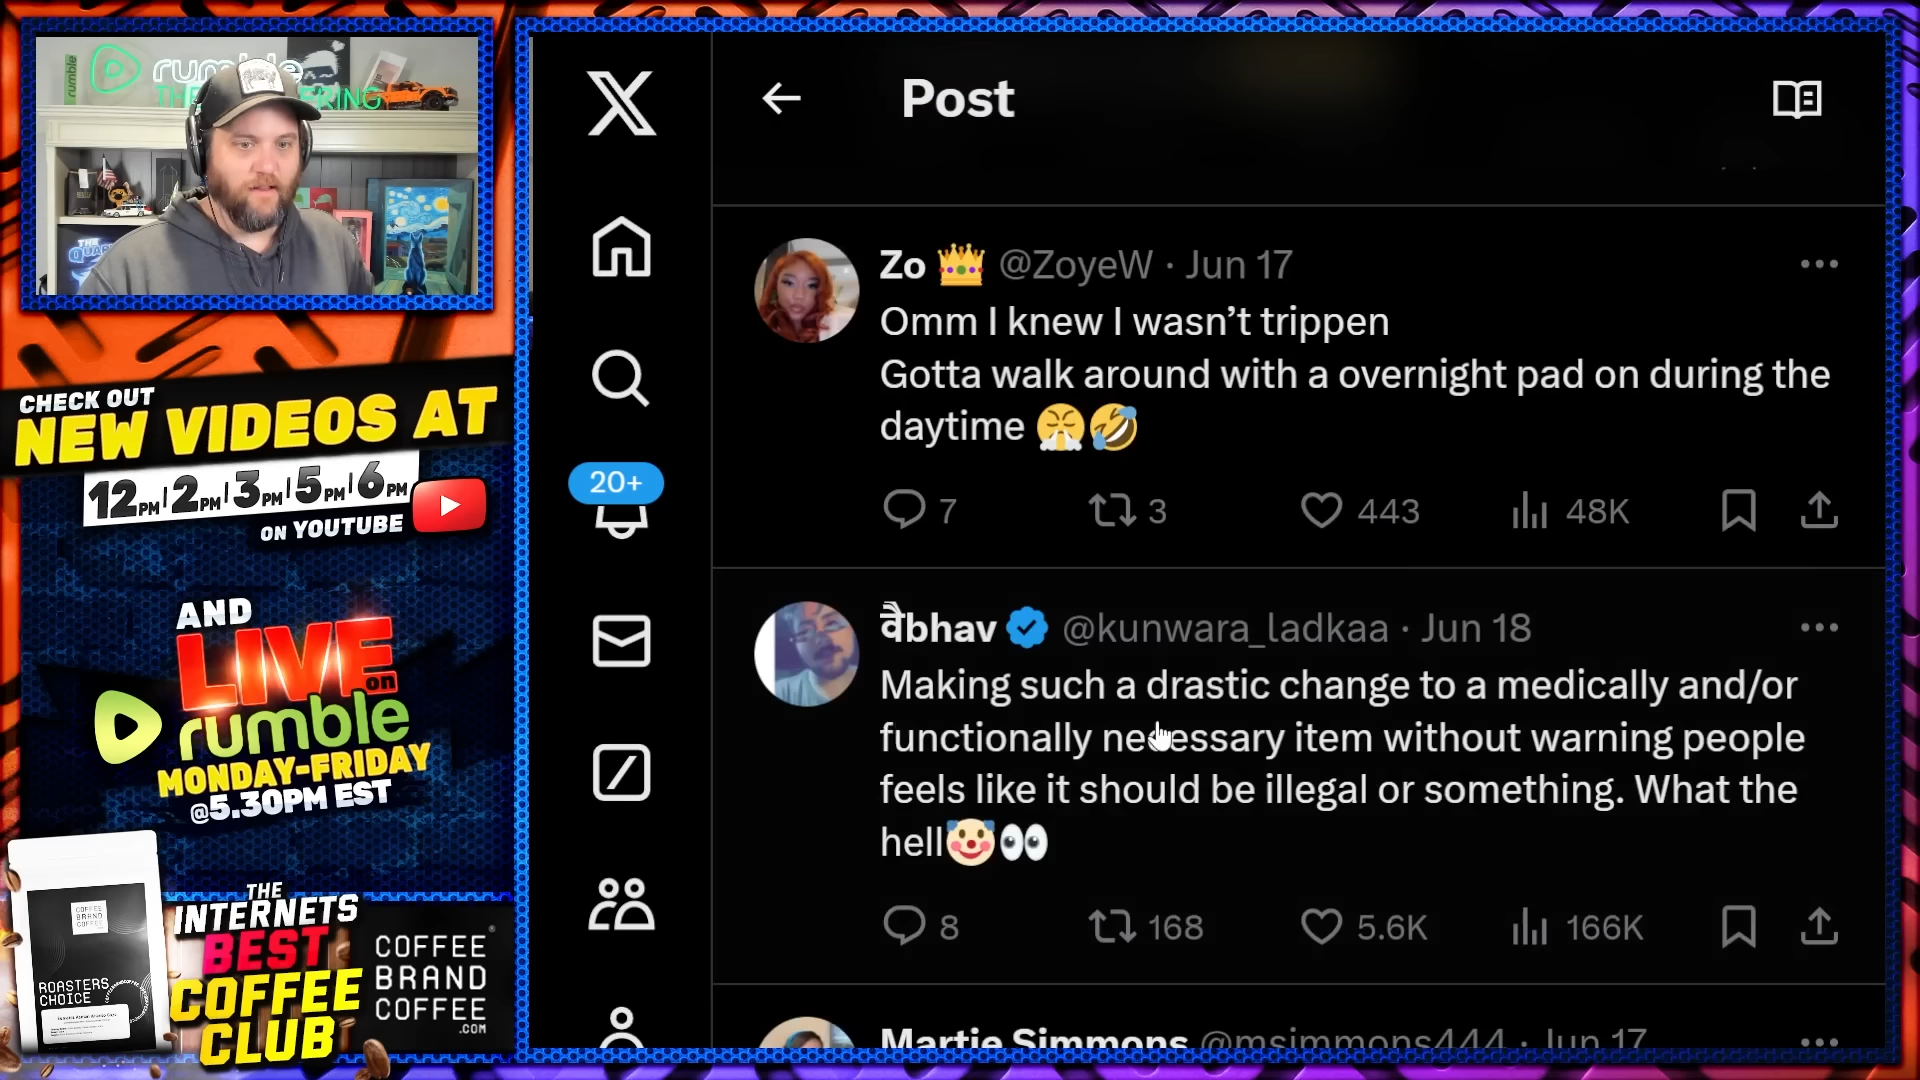 rumble
rumble
THE
RING
THE
QUAR
CHECK OUT
NEW VIDEOS AT
12PM | 2PM | 3PM | 5PM | 6PM
ON YOUTUBE
AND
LIVE
on
rumble
MONDAY-FRIDAY
@5.30PM EST
COFFEE
BRAND
COFFEE
ROASTERS
CHOICE
THE
INTERNETS
BEST
COFFEE
CLUB
COFFEE
BRAND
COFFEE
.COM
X
20+
Post
Zo 👑 @ZoyeW · Jun 17
Omm I knew I wasn’t trippen
Gotta walk around with a overnight pad on during the
daytime 😤🤣
7 3 443 48K
वैbhav @kunwara_ladkaa · Jun 18
Making such a drastic change to a medically and/or
functionally necessary item without warning people
feels like it should be illegal or something. What the
hell🤡👀
8 168 5.6K 166K
Martie Simmons @msimmons444 · Jun 17